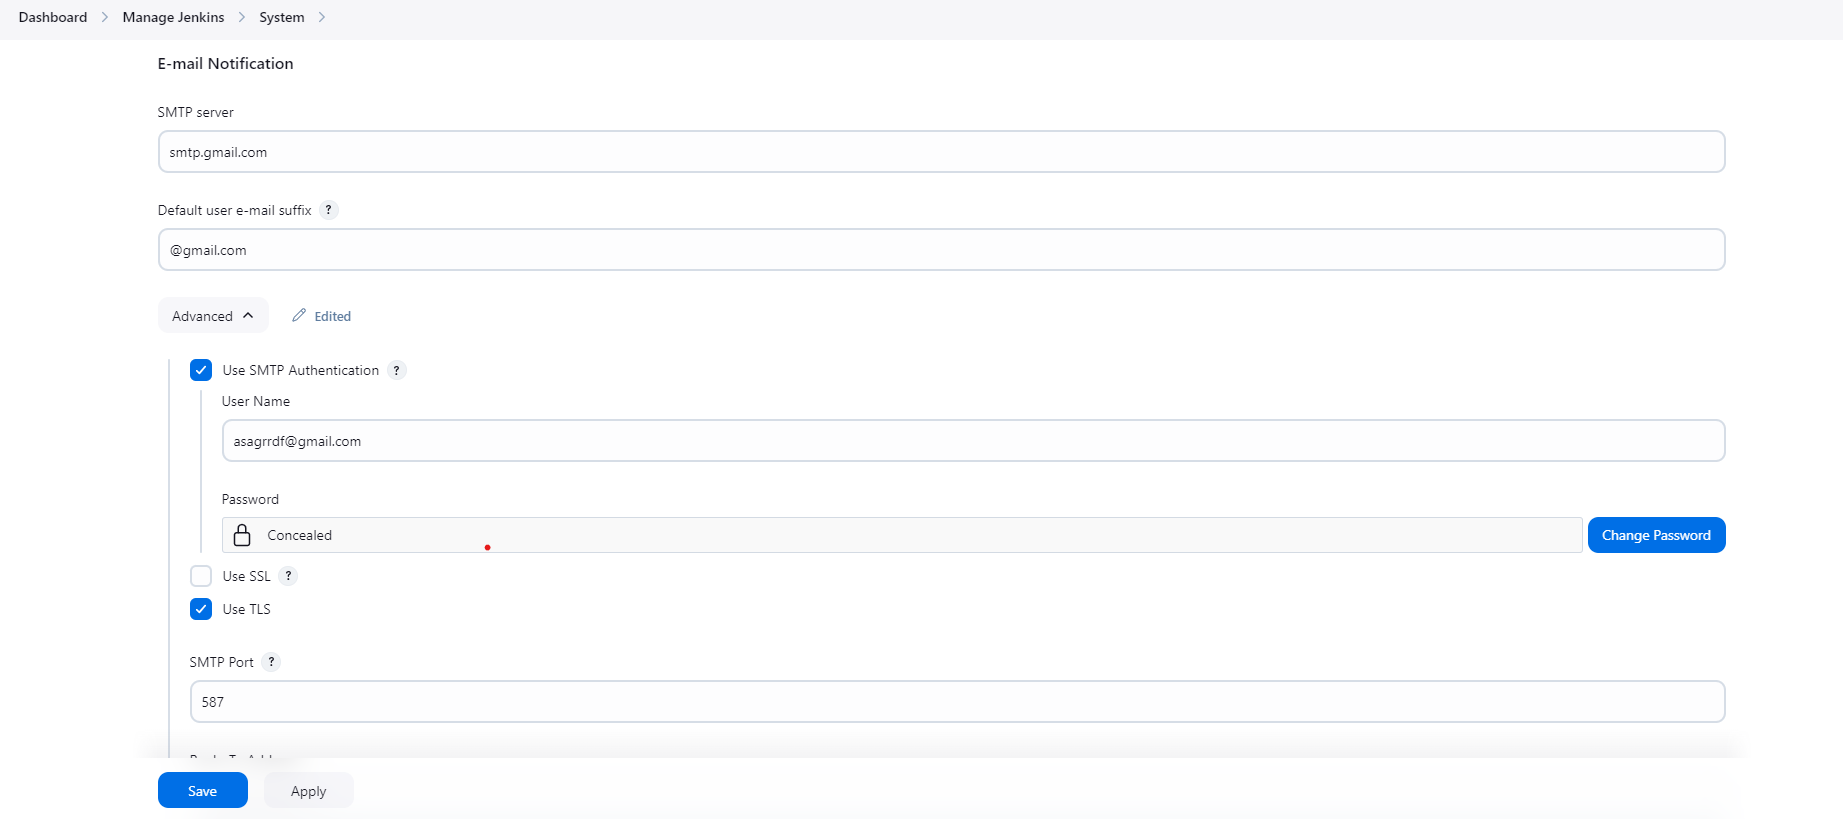 Dashboard > Manage Jenkins > System >
E-mail Notification
SMTP server
smtp.gmail.com
Default user e-mail suffix ?
@gmail.com
Advanced Edited
Use SMTP Authentication ?
User Name
asagrrdf@gmail.com
Password
Concealed Change Password
Use SSL ?
Use TLS
SMTP Port ?
587
Save Apply